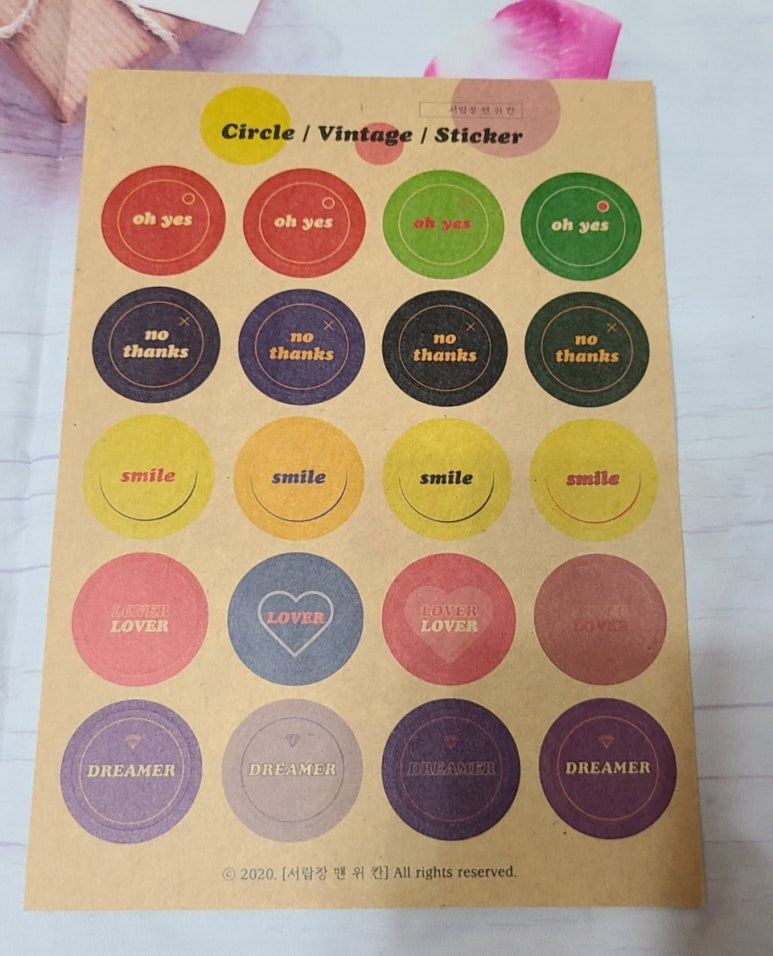 서랍장 맨 위 칸
Circle / Vintage / Sticker
oh yes oh yes oh yes oh yes
no thanks no thanks no thanks no thanks
smile smile smile smile
LOVER
LOVER
LOVER
LOVER
LOVER
LOVER
LOVER
DREAMER DREAMER DREAMER DREAMER
© 2020. [서랍장 맨 위 칸] All rights reserved.